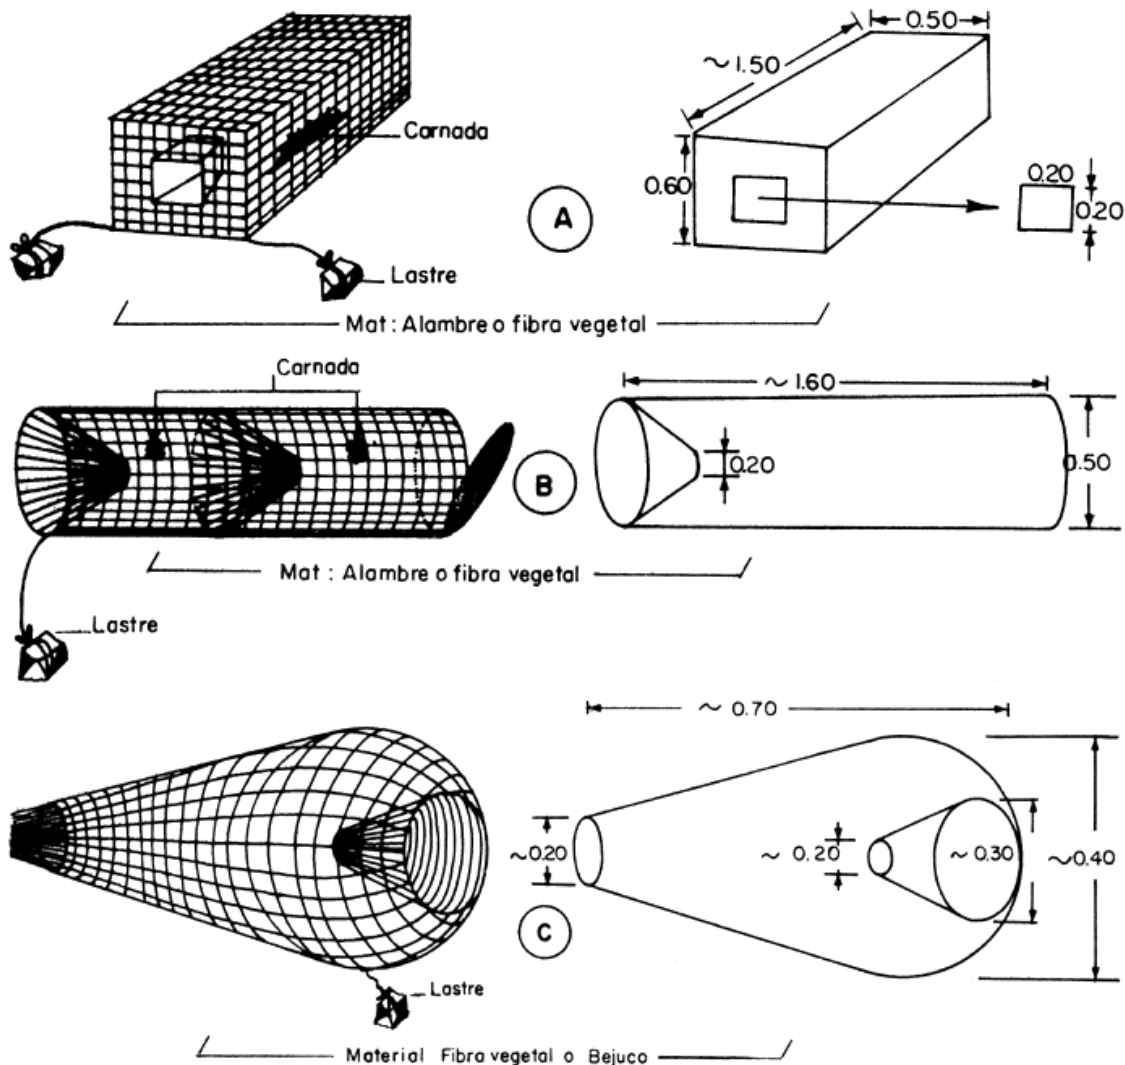 0.50
~1.50
Carnada
0.60
0.20
0.20
A
Lastre
Mat: Alambre o fibra vegetal
Carnada
~ 1.60
0.20
0.50
B
Mat : Alambre o fibra vegetal
Lastre
~ 0.70
~0.20
~ 0.20
~ 0.30
~0.40
C
Lastre
Material Fibra vegetal o Bejuco